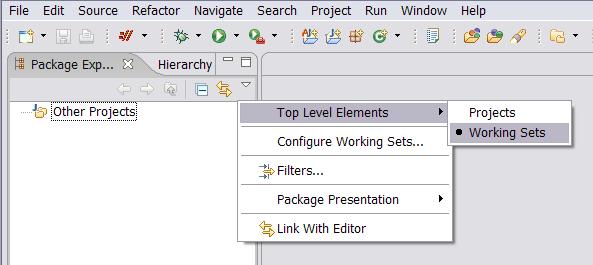 File Edit Source Refactor Navigate Search Project Run Window Help
Package Exp... Hierarchy
Other Projects
Top Level Elements
Projects
Working Sets
Configure Working Sets...
Filters...
Package Presentation
Link With Editor